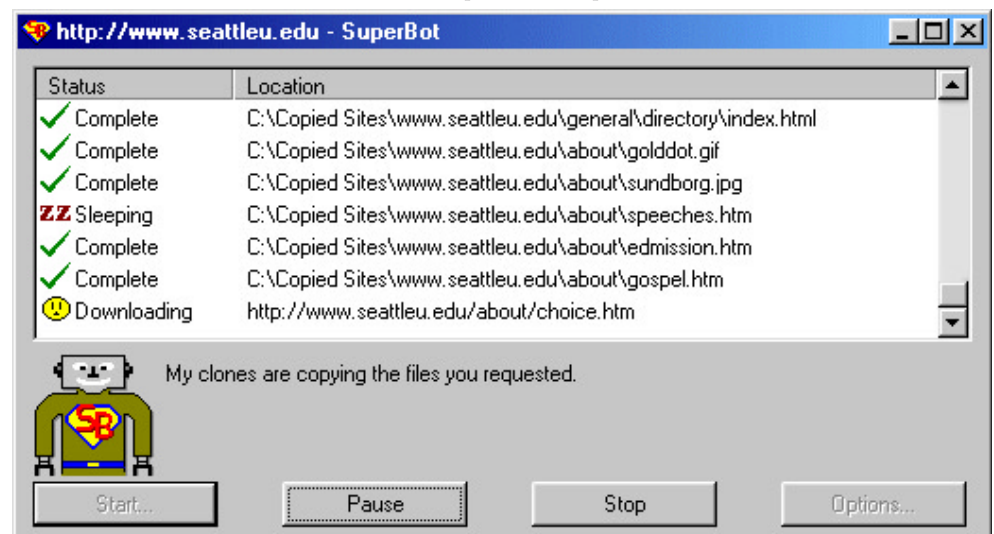 http://www.seattleu.edu - SuperBot
Status Location
Complete C:\Copied Sites\www.seattleu.edu\general\directory\index.html
Complete C:\Copied Sites\www.seattleu.edu\about\golddot.gif
Complete C:\Copied Sites\www.seattleu.edu\about\sundborg.jpg
ZZ Sleeping C:\Copied Sites\www.seattleu.edu\about\speeches.htm
Complete C:\Copied Sites\www.seattleu.edu\about\edmission.htm
Complete C:\Copied Sites\www.seattleu.edu\about\gospel.htm
Downloading http://www.seattleu.edu/about/choice.htm
My clones are copying the files you requested.
SB
Start... Pause Stop Options...